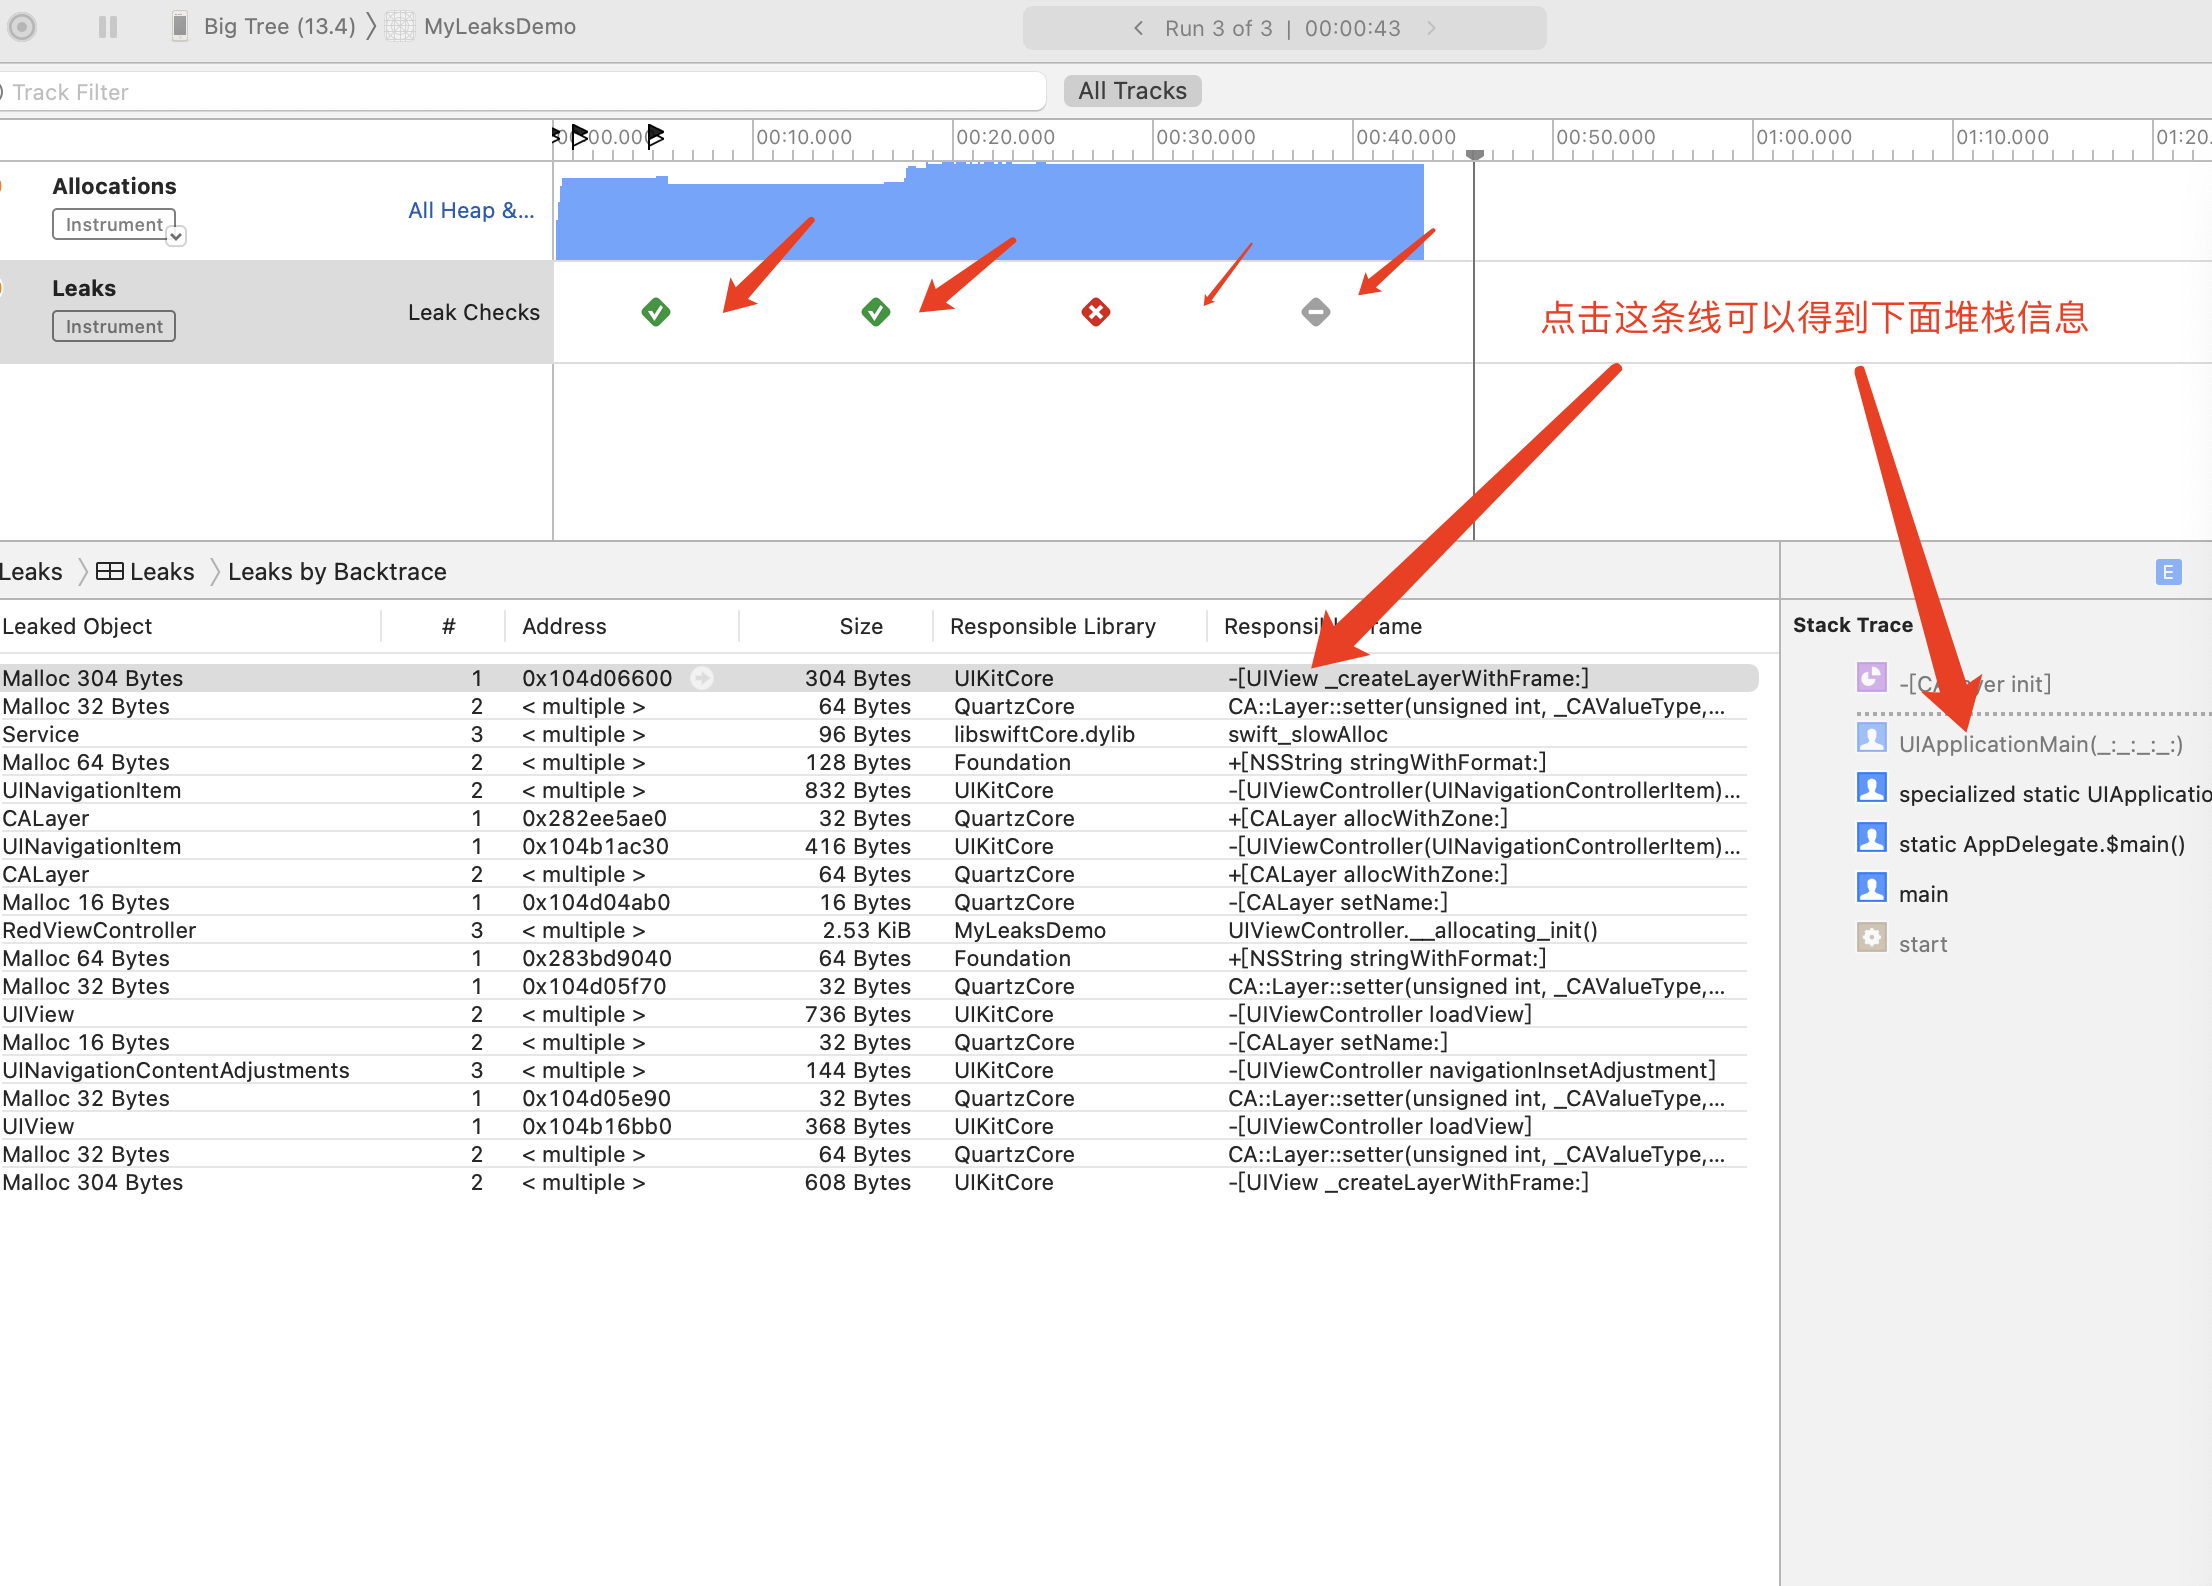 Big Tree (13.4) MyLeaksDemo Run 3 of 3 | 00:00:43
Track Filter All Tracks
00:10.000 00:20.000 00:30.000 00:40.000 00:50.000 01:00.000 01:10.000 01:20.
Allocations
Instrument
All Heap &...
Leaks
Instrument
Leak Checks
点击这条线可以得到下面堆栈信息
Leaks Leaks Leaks by Backtrace E
Leaked Object # Address Size Responsible Library
Malloc 304 Bytes 1 0x104d06600 304 Bytes UIKitCore -[UIView _createLayerWithFrame:]
Malloc 32 Bytes 2 < multiple > 64 Bytes QuartzCore CA::Layer::setter(unsigned int, _CAValueType,...
Service 3 < multiple > 96 Bytes libswiftCore.dylib swift_slowAlloc
Malloc 64 Bytes 2 < multiple > 128 Bytes Foundation +[NSString stringWithFormat:]
UINavigationItem 2 < multiple > 832 Bytes UIKitCore -[UIViewController(UINavigationControllerItem)...
CALayer 1 0x282ee5ae0 32 Bytes QuartzCore +[CALayer allocWithZone:]
UINavigationItem 1 0x104b1ac30 416 Bytes UIKitCore -[UIViewController(UINavigationControllerItem)...
CALayer 2 < multiple > 64 Bytes QuartzCore +[CALayer allocWithZone:]
Malloc 16 Bytes 1 0x104d04ab0 16 Bytes QuartzCore -[CALayer setName:]
RedViewController 3 < multiple > 2.53 KiB MyLeaksDemo UIViewController.__allocating_init()
Malloc 64 Bytes 1 0x283bd9040 64 Bytes Foundation +[NSString stringWithFormat:]
Malloc 32 Bytes 1 0x104d05f70 32 Bytes QuartzCore CA::Layer::setter(unsigned int, _CAValueType,...
UIView 2 < multiple > 736 Bytes UIKitCore -[UIViewController loadView]
Malloc 16 Bytes 2 < multiple > 32 Bytes QuartzCore -[CALayer setName:]
UINavigationContentAdjustments 3 < multiple > 144 Bytes UIKitCore -[UIViewController navigationInsetAdjustment]
Malloc 32 Bytes 1 0x104d05e90 32 Bytes QuartzCore CA::Layer::setter(unsigned int, _CAValueType,...
UIView 1 0x104b16bb0 368 Bytes UIKitCore -[UIViewController loadView]
Malloc 32 Bytes 2 < multiple > 64 Bytes QuartzCore CA::Layer::setter(unsigned int, _CAValueType,...
Malloc 304 Bytes 2 < multiple > 608 Bytes UIKitCore -[UIView _createLayerWithFrame:]
Stack Trace
init]
UIApplicationMain(_:_:_:_:)
specialized static UIApplicatio
static AppDelegate.$main()
main
start